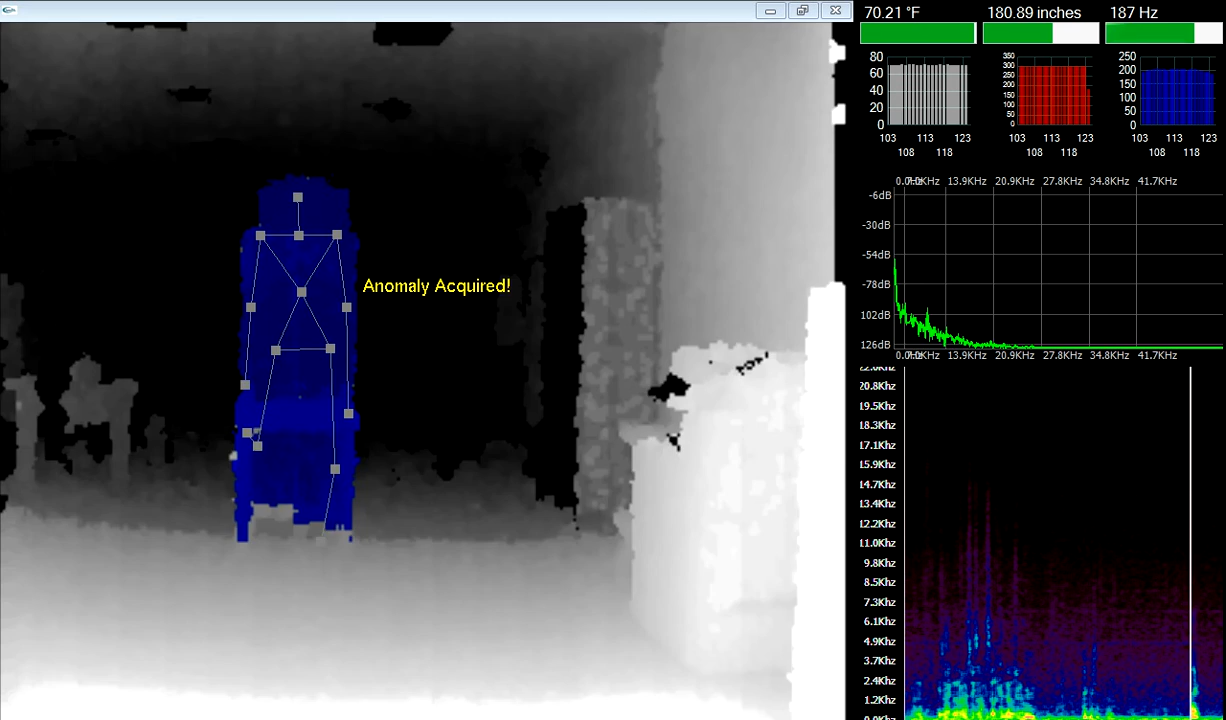 70.21 °F 180.89 inches 187 Hz
80
60
40
20
0
103 113 123
108 118
350
300
250
200
150
100
50
0
103 113 123
108 118
250
200
150
100
50
0
103 113 123
108 118
13.9KHz 20.9KHz 27.8KHz 34.8KHz 41.7KHz
-6dB
-30dB
-54dB
-78dB
102dB
126dB
13.9KHz 20.9KHz 27.8KHz 34.8KHz 41.7KHz
Anomaly Acquired!
22.0Khz
20.8Khz
19.5Khz
18.3Khz
17.1Khz
15.9Khz
14.7Khz
13.4Khz
12.2Khz
11.0Khz
9.8Khz
8.5Khz
7.3Khz
6.1Khz
4.9Khz
3.7Khz
2.4Khz
1.2Khz
0.0Khz